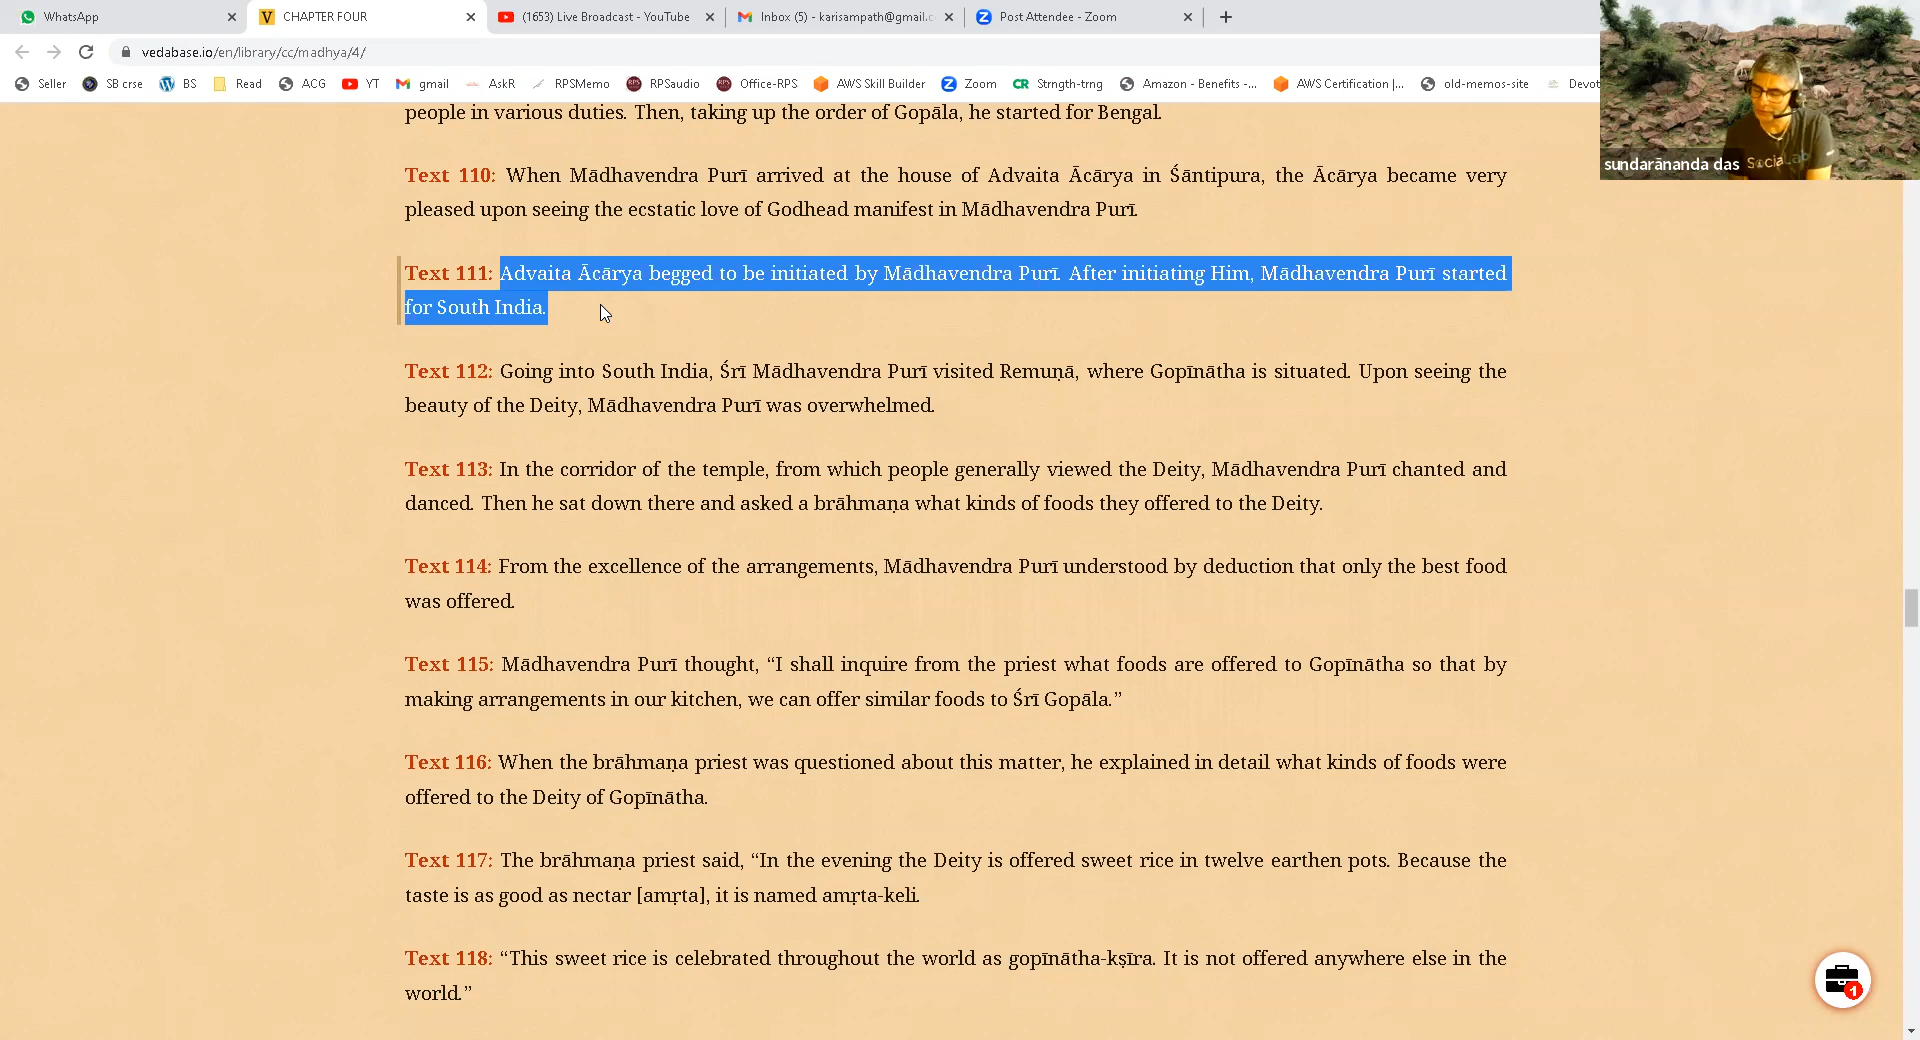 WhatsApp
CHAPTER FOUR
(1653) Live Broadcast - YouTube
Inbox (5) - karisampath@gmail.c
Post Attendee - Zoom
vedabase.io/en/library/cc/madhya/4/
Seller SB crse BS Read ACG YT gmail AskR RPSMemo RPSaudio Office-RPS AWS Skill Builder Zoom Strngth-trng Amazon - Benefits -... AWS Certification |... old-memos-site Devot
people in various duties. Then, taking up the order of Gopāla, he started for Bengal.
Text 110: When Mādhavendra Purī arrived at the house of Advaita Ācārya in Śāntipura, the Ācārya became very
pleased upon seeing the ecstatic love of Godhead manifest in Mādhavendra Purī.
Text 111: Advaita Ācārya begged to be initiated by Mādhavendra Purī. After initiating Him, Mādhavendra Purī started
for South India.
Text 112: Going into South India, Śrī Mādhavendra Purī visited Remuṇā, where Gopīnātha is situated. Upon seeing the
beauty of the Deity, Mādhavendra Purī was overwhelmed.
Text 113: In the corridor of the temple, from which people generally viewed the Deity, Mādhavendra Purī chanted and
danced. Then he sat down there and asked a brāhmaṇa what kinds of foods they offered to the Deity.
Text 114: From the excellence of the arrangements, Mādhavendra Purī understood by deduction that only the best food
was offered.
Text 115: Mādhavendra Purī thought, “I shall inquire from the priest what foods are offered to Gopīnātha so that by
making arrangements in our kitchen, we can offer similar foods to Śrī Gopāla.”
Text 116: When the brāhmaṇa priest was questioned about this matter, he explained in detail what kinds of foods were
offered to the Deity of Gopīnātha.
Text 117: The brāhmaṇa priest said, “In the evening the Deity is offered sweet rice in twelve earthen pots. Because the
taste is as good as nectar [amṛta], it is named amṛta-keli.
Text 118: “This sweet rice is celebrated throughout the world as gopīnātha-kṣīra. It is not offered anywhere else in the
world.”
sundarānanda das
1